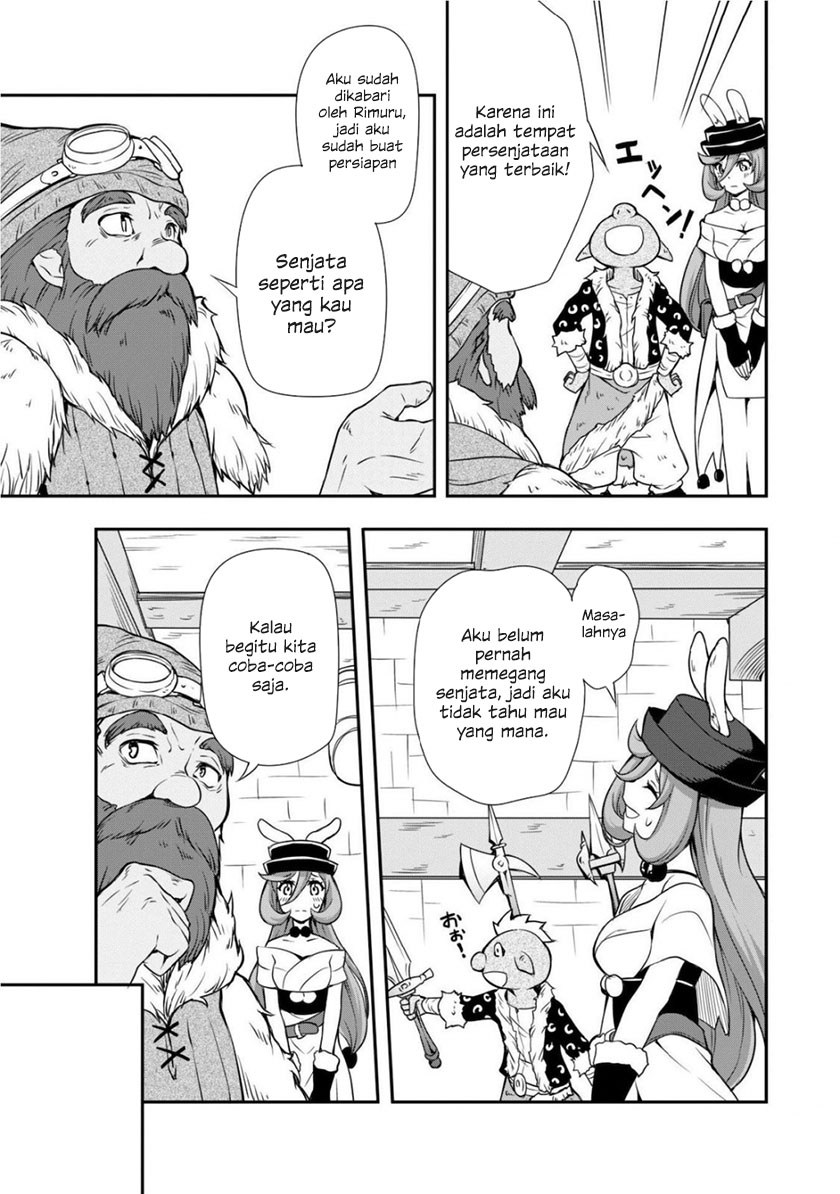 Karena ini
adalah tempat
persenjataan
yang terbaik!
エッヘーン!
Aku sudah
dikabari
oleh Rimuru,
jadi aku
sudah buat
persiapan
Senjata
seperti apa
yang kau
mau?
Masa-
lahnya
Aku belum
pernah
memegang
senjata, jadi aku
tidak tahu mau
yang mana.
おぉ!
Kalau
begitu kita
coba-coba
saja.